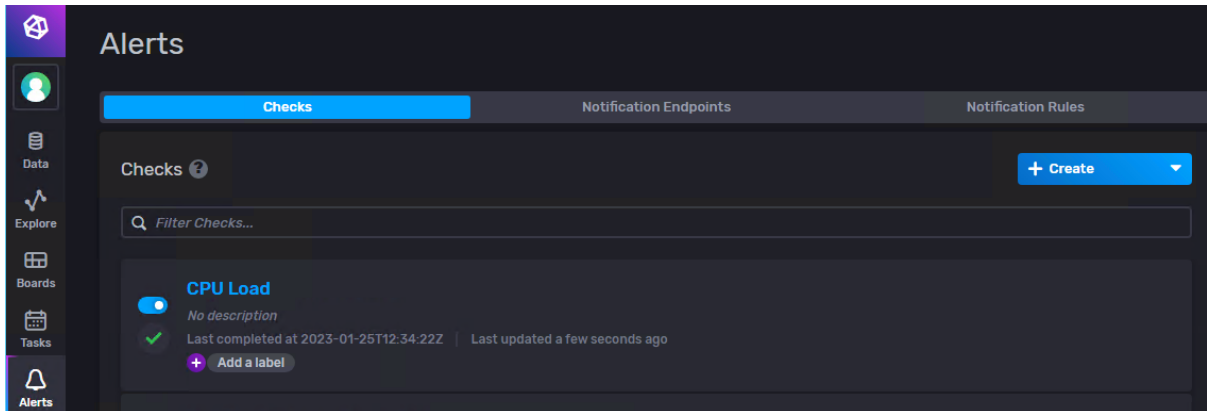 Alerts
Checks
Notification Endpoints
Notification Rules
Data
Explore
Boards
Tasks
Alerts
Checks ?
+ Create
Filter Checks...
CPU Load
No description
Last completed at 2023-01-25T12:34:22Z | Last updated a few seconds ago
+ Add a label